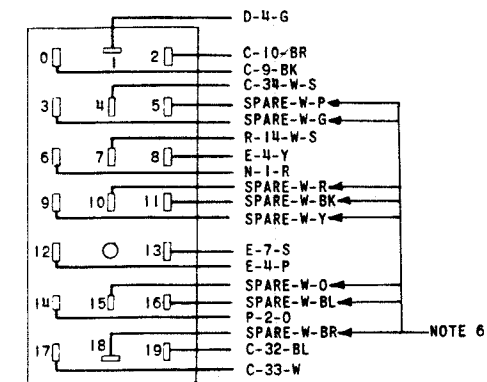 D-4-G
0 1 2 C-10-BR
C-9-BK
C-34-W-S
3 4 5 SPARE-W-P
SPARE-W-G
R-14-W-S
6 7 8 E-4-Y
N-1-R
SPARE-W-R
9 10 11 SPARE-W-BK
SPARE-W-Y
12 13 E-7-S
E-4-P
SPARE-W-O
14 15 16 SPARE-W-BL
P-2-O
18 SPARE-W-BR NOTE 6
17 19 C-32-BL
C-33-W